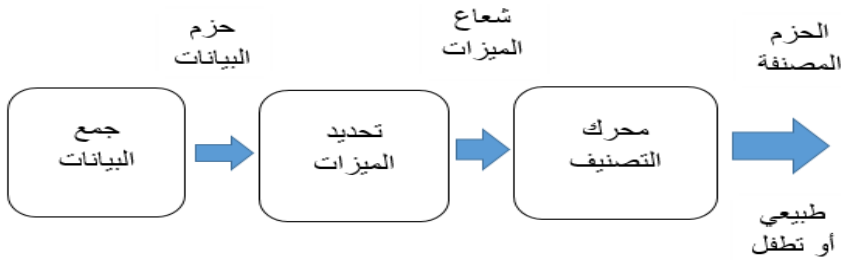 حزم
البيانات
شعاع
الميزات
الحزم
المصنفة
جمع
البيانات
تحديد
الميزات
محرك
التصنيف
طبيعي
أو تطفل